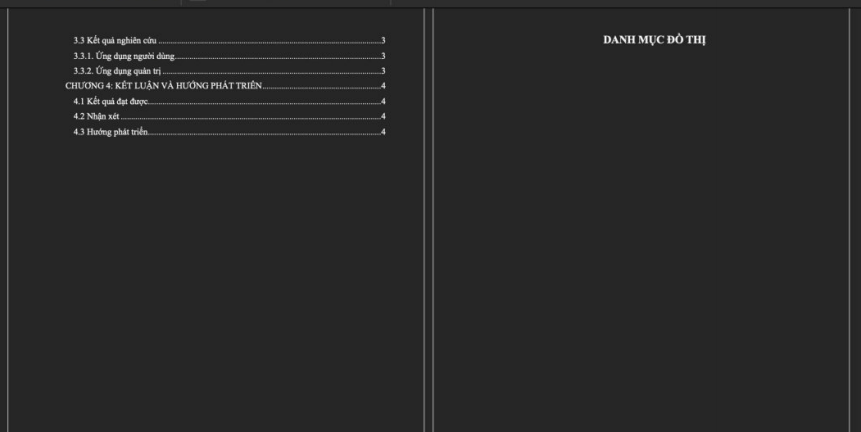 3.3 Kết quả nghiên cứu ........................................................................................3
3.3.1. Ứng dụng người dùng.................................................................................3
3.3.2. Ứng dụng quản trị ......................................................................................3
CHƯƠNG 4: KẾT LUẬN VÀ HƯỚNG PHÁT TRIỂN...............................................4
4.1 Kết quả đạt được............................................................................................4
4.2 Nhận xét .......................................................................................................4
4.3 Hướng phát triển............................................................................................4
DANH MỤC ĐỒ THỊ